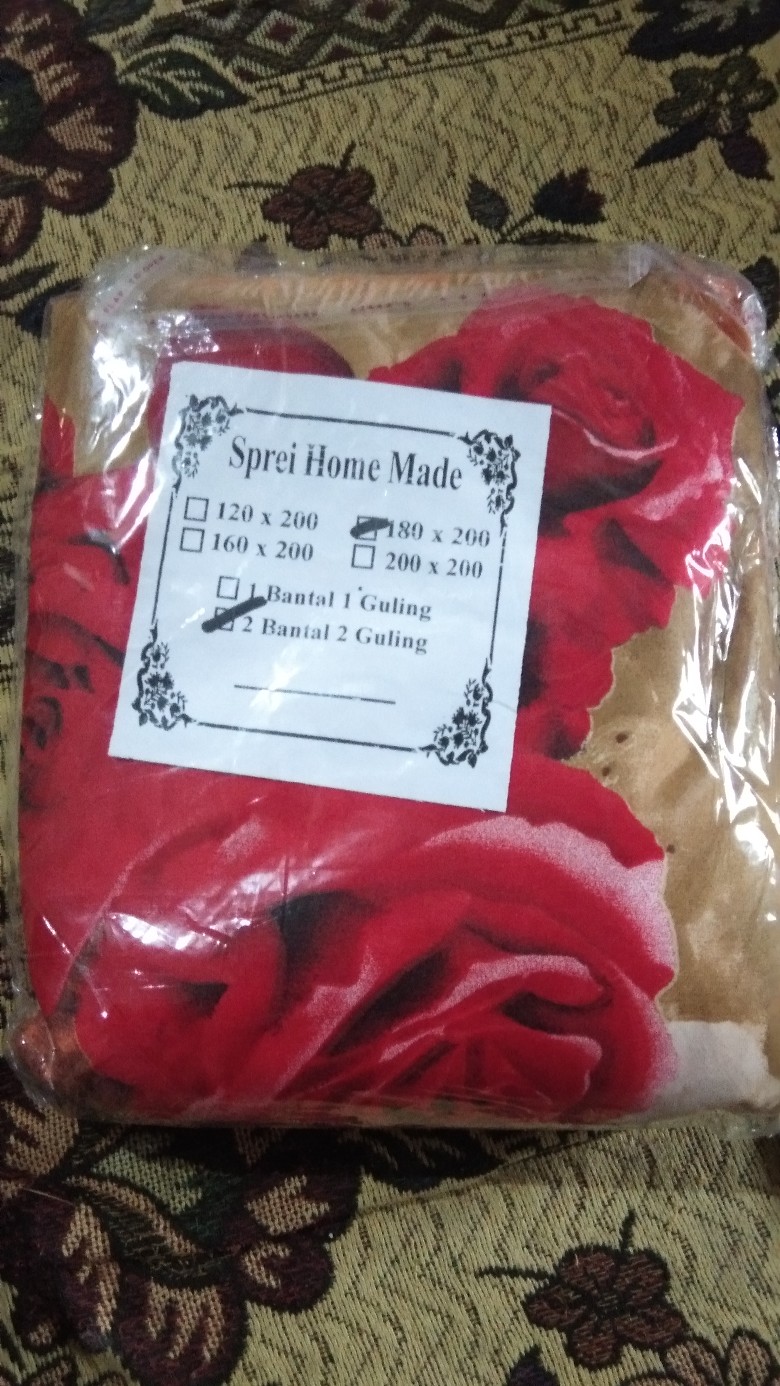 Sprei Home Made
120 x 200 180 x 200
160 x 200 200 x 200
1 Bantal 1 Guling
2 Bantal 2 Guling